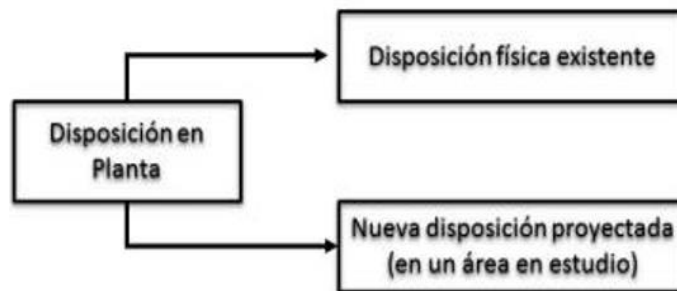 Disposición física existente
Disposición en
Planta
Nueva disposición proyectada
(en un área en estudio)